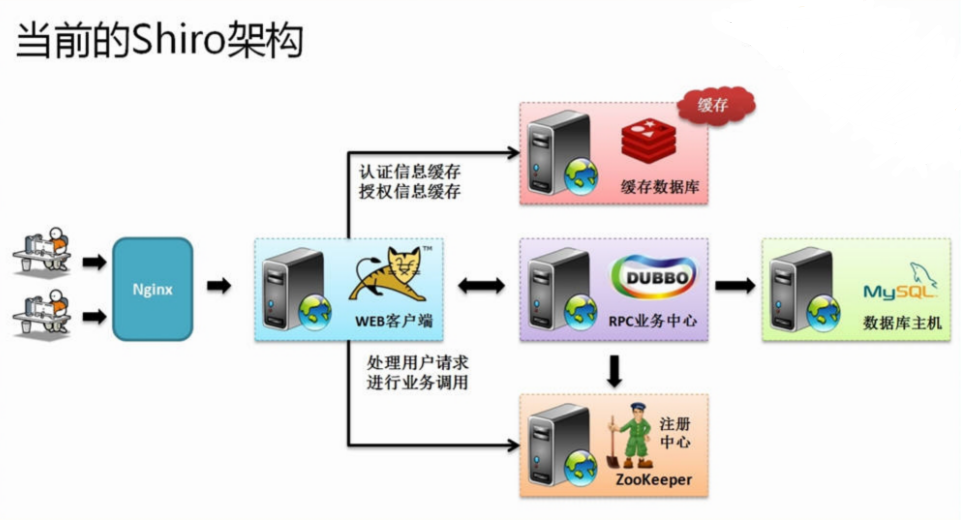 当前的Shiro架构
缓存
认证信息缓存
授权信息缓存
缓存数据库
Nginx
TM
WEB客户端
DUBBO
RPC业务中心
MySQL
数据库主机
处理用户请求
进行业务调用
注册
中心
ZooKeeper